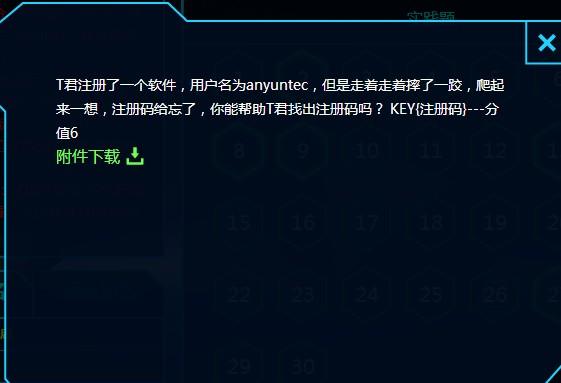 实践题
T君注册了一个软件，用户名为anyuntec，但是走着走着摔了一跤，爬起
来一想，注册码给忘了，你能帮助T君找出注册码吗？ KEY{注册码}---分
值6
附件下载
8 9 10 11 12
15 16 17 18 19
22 23 24 25 26
29 30